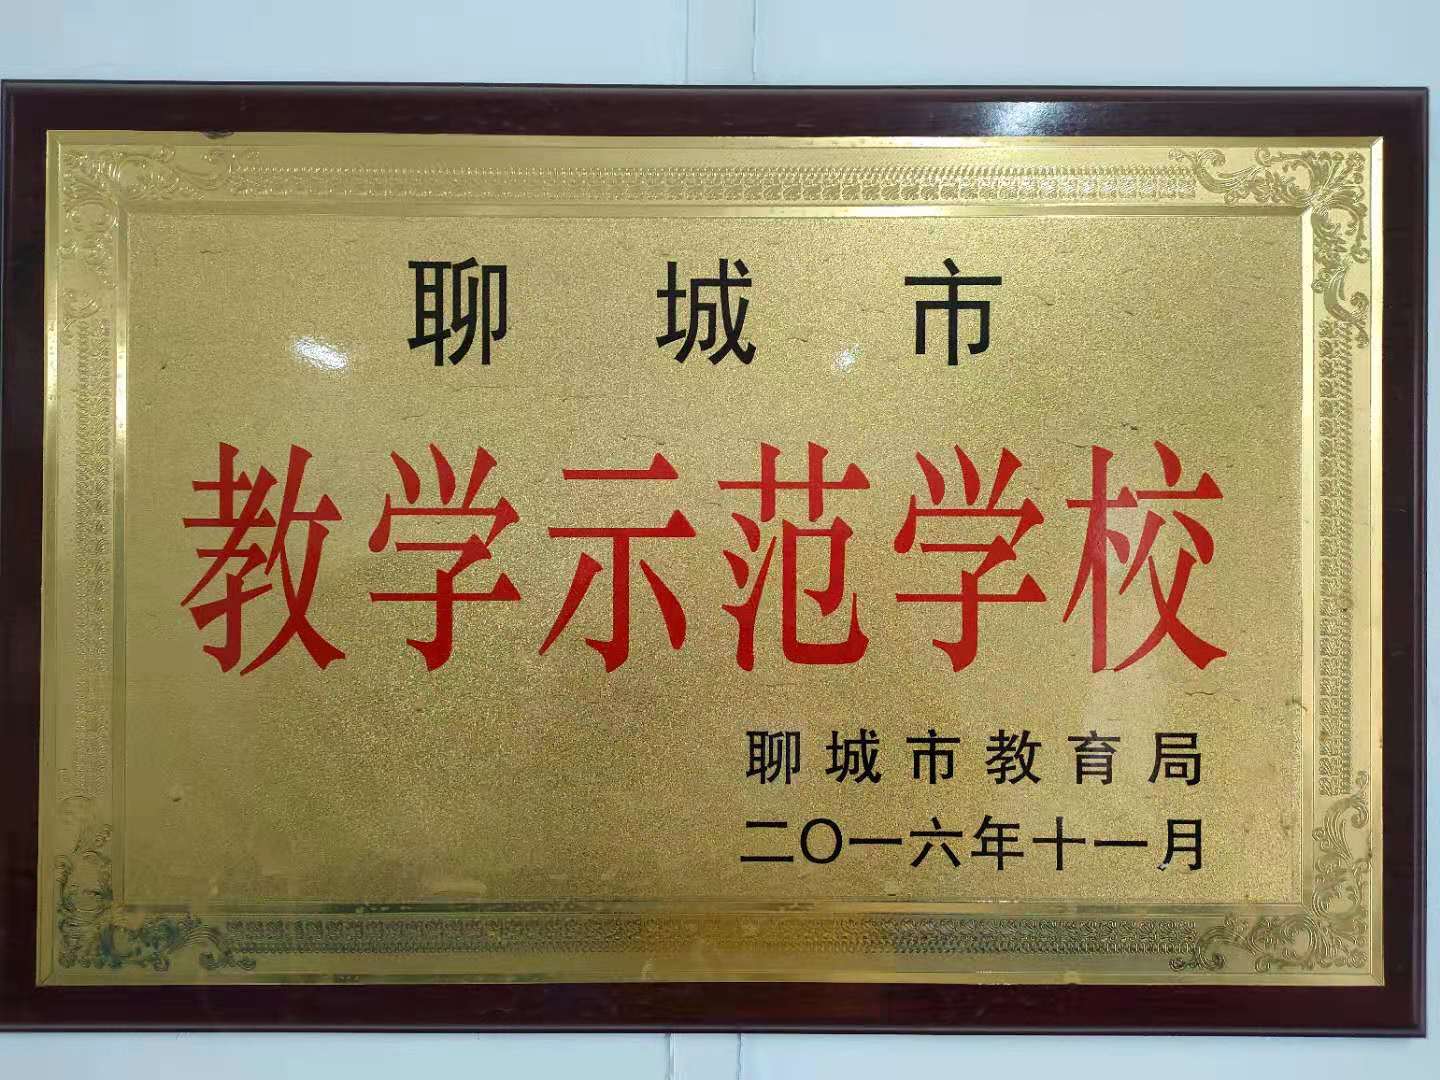 聊城市
教学示范学校
聊城市教育局
二〇一六年十一月